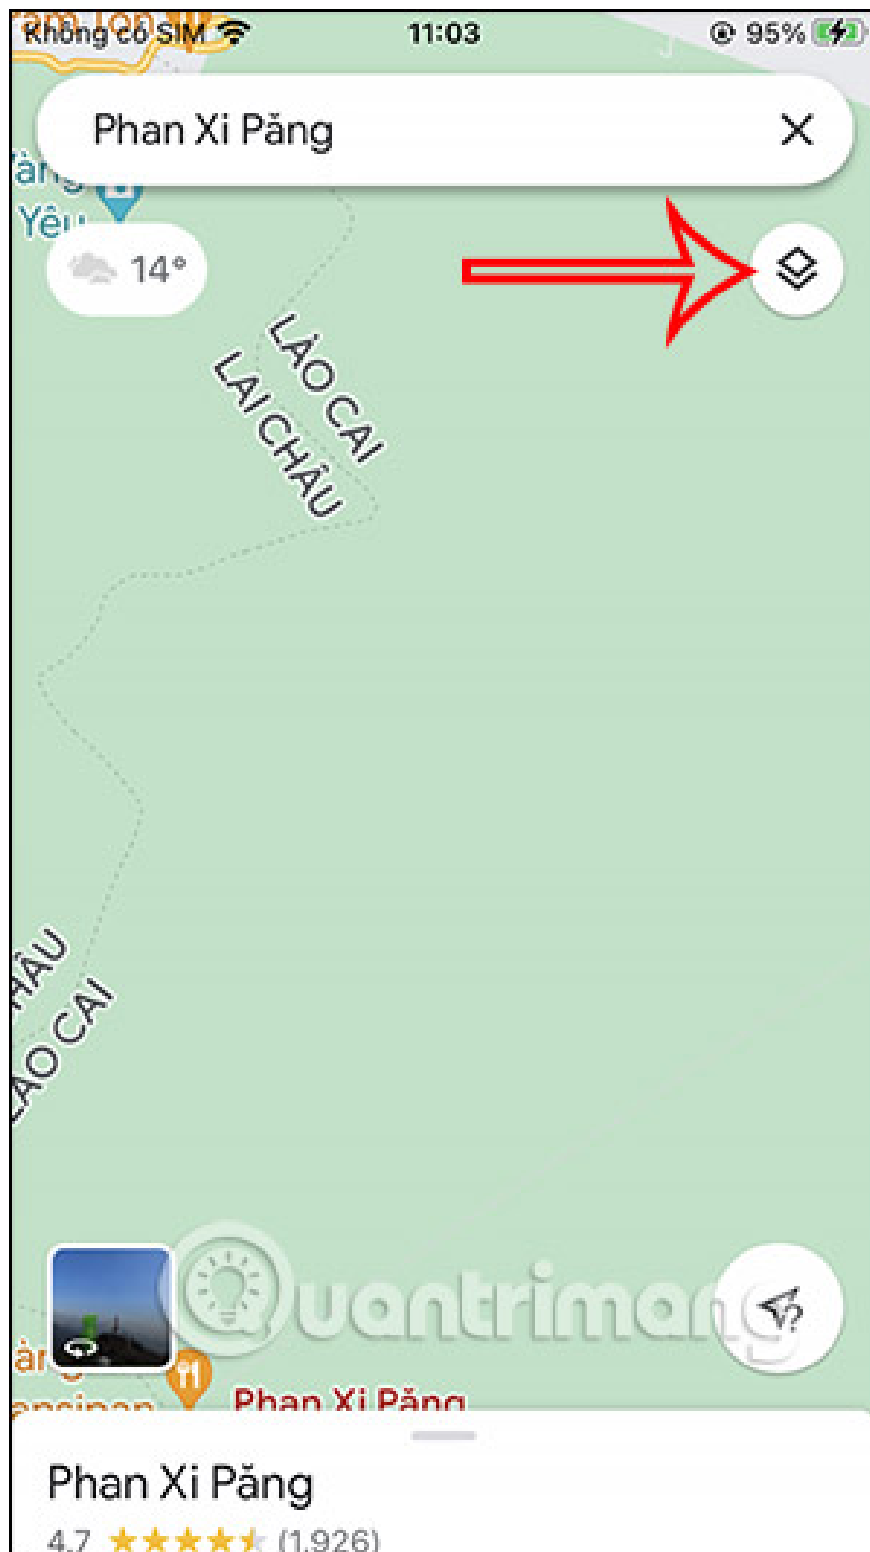 Không có SIM 11:03 95%
Phan Xi Păng
Yêu
14°
LÀO CAI
LAI CHÂU
LÀO CAI
Quantrimang
Phan Xi Păng
Phan Xi Păng
4,7 (1.926)